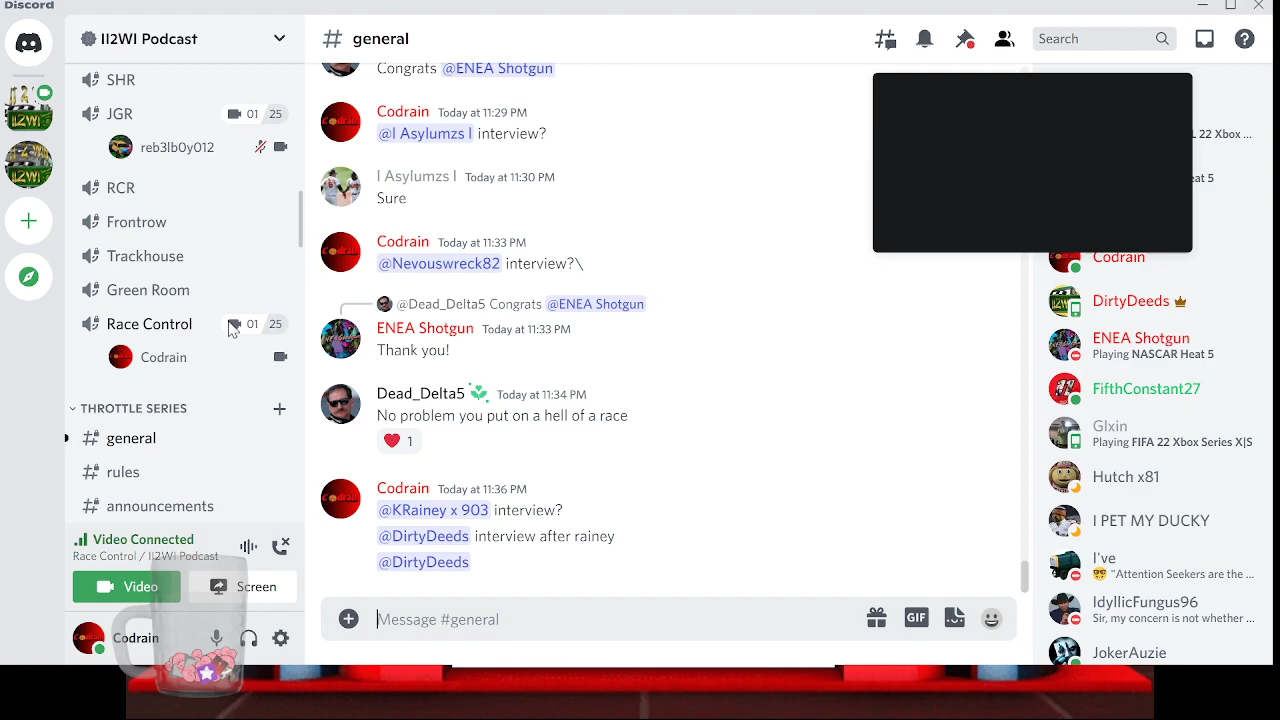 Discord
II2WI Podcast
general
Search
SHR
JGR
01 25
reb3lb0y012
RCR
Frontrow
Trackhouse
Green Room
Race Control
01 25
Codrain
THROTTLE SERIES
general
rules
announcements
Video Connected
Race Control / II2WI Podcast
Video
Screen
Codrain
Congrats @ENEA Shotgun
Codrain Today at 11:29 PM
@I Asylumzs I interview?
I Asylumzs I Today at 11:30 PM
Sure
Codrain Today at 11:33 PM
@Nevouswreck82 interview?\
@Dead_Delta5 Congrats @ENEA Shotgun
ENEA Shotgun Today at 11:33 PM
Thank you!
Dead_Delta5 Today at 11:34 PM
No problem you put on a hell of a race
1
Codrain Today at 11:36 PM
@KRainey x 903 interview?
@DirtyDeeds interview after rainey
@DirtyDeeds
Message #general
GIF
22 Xbox ...
eat 5
Codrain
DirtyDeeds
ENEA Shotgun
Playing NASCAR Heat 5
FifthConstant27
Glxin
Playing FIFA 22 Xbox Series X|S
Hutch x81
I PET MY DUCKY
I've
"Attention Seekers are the ...
IdyllicFungus96
Sir, my concern is not whether ...
JokerAuzie